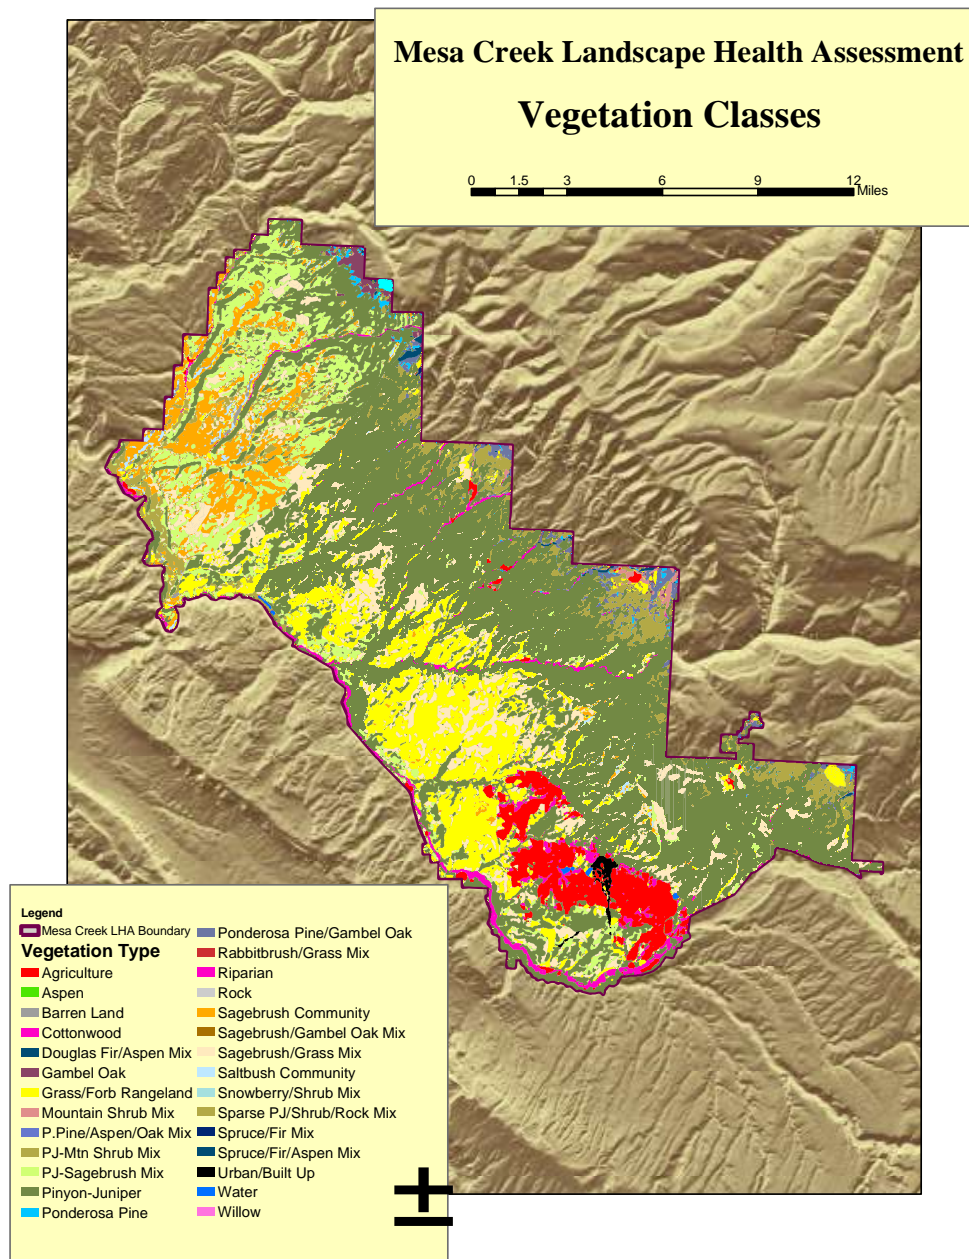 Mesa Creek Landscape Health Assessment
Vegetation Classes
0 1.5 3 6 9 12
Miles
Legend
Mesa Creek LHA Boundary
Vegetation Type
Agriculture
Aspen
Barren Land
Cottonwood
Douglas Fir/Aspen Mix
Gambel Oak
Grass/Forb Rangeland
Mountain Shrub Mix
P.Pine/Aspen/Oak Mix
PJ-Mtn Shrub Mix
PJ-Sagebrush Mix
Pinyon-Juniper
Ponderosa Pine
Ponderosa Pine/Gambel Oak
Rabbitbrush/Grass Mix
Riparian
Rock
Sagebrush Community
Sagebrush/Gambel Oak Mix
Sagebrush/Grass Mix
Saltbush Community
Snowberry/Shrub Mix
Sparse PJ/Shrub/Rock Mix
Spruce/Fir Mix
Spruce/Fir/Aspen Mix
Urban/Built Up
Water
Willow